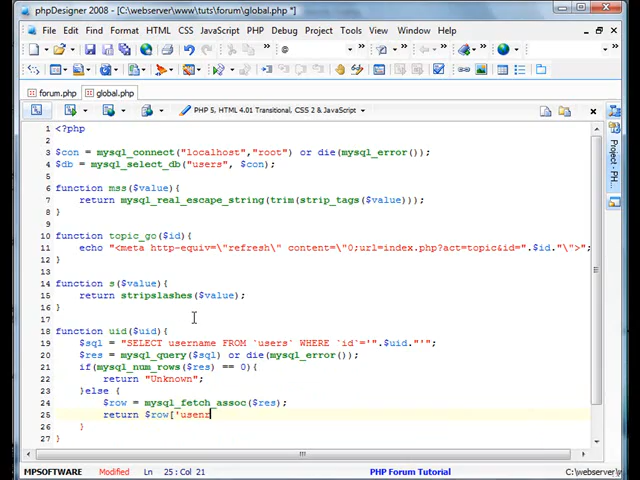 phpDesigner 2008 - [C:\webserver\www\tuts\forum\global.php *]
File Edit Search Insert Format HTML CSS JavaScript PHP Debug Project Tools View Window Help
forum.php global.php
PHP 5, HTML 4.01 Transitional, CSS 2 & JavaScript
1 <?php
2
3 $con = mysql_connect("localhost","root") or die(mysql_error());
4 $db = mysql_select_db("users", $con);
5
6 function mss($value){
7 return mysql_real_escape_string(trim(strip_tags($value)));
8 }
9
10 function topic_go($id){
11 echo "<meta http-equiv=\"refresh\" content=\"0;url=index.php?act=topic&id=".$id."\">";
12 }
13
14 function s($value){
15 return stripslashes($value);
16 }
17
18 function uid($uid){
19 $sql = "SELECT username FROM `users` WHERE `id`='".$uid."'";
20 $res = mysql_query($sql) or die(mysql_error());
21 if(mysql_num_rows($res) == 0){
22 return "Unknown";
23 }else {
24 $row = mysql_fetch_assoc($res);
25 return $row['usenr
26 }
27 }
Project - PH
MPSOFTWARE Modified Ln 25 : Col 21 PHP Forum Tutorial C:\webserver\w